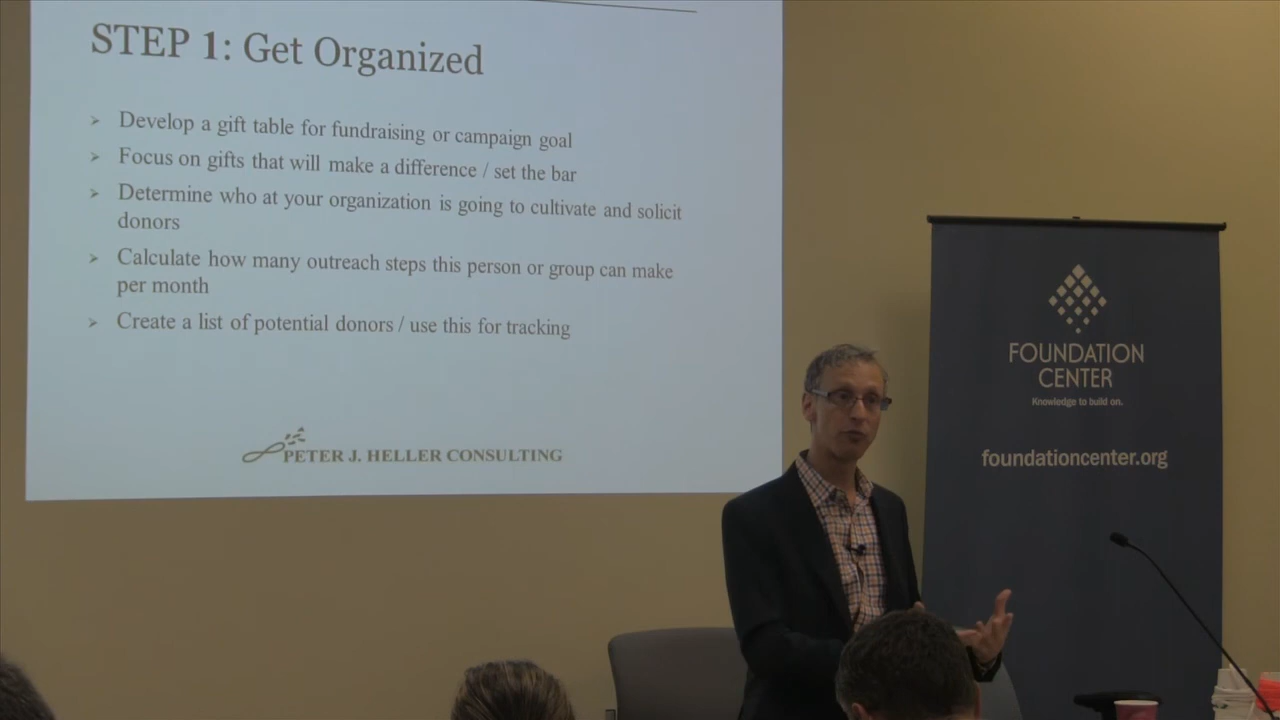 STEP 1: Get Organized
➢ Develop a gift table for fundraising or campaign goal
➢ Focus on gifts that will make a difference / set the bar
➢ Determine who at your organization is going to cultivate and solicit
donors
➢ Calculate how many outreach steps this person or group can make
per month
➢ Create a list of potential donors / use this for tracking
PETER J. HELLER CONSULTING
FOUNDATION
CENTER
Knowledge to build on.
foundationcenter.org